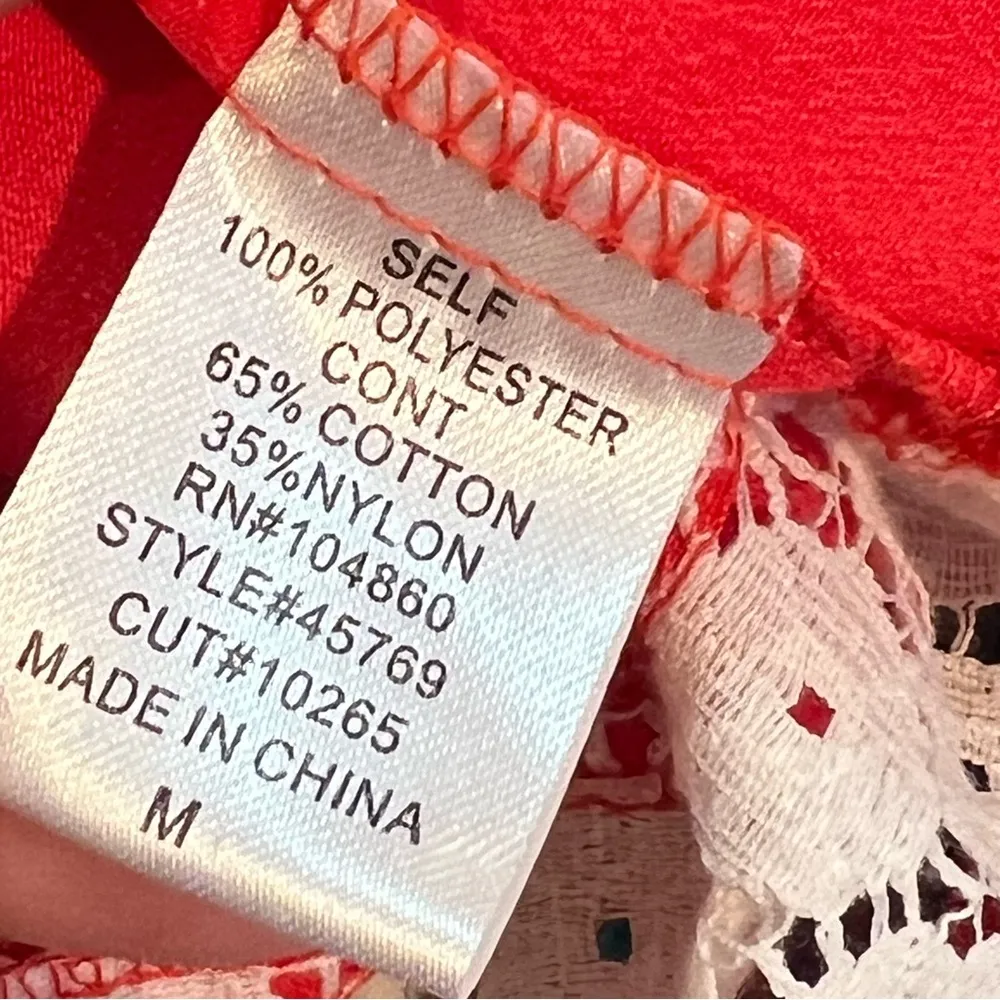 SELF
100% POLYESTER
CONT
65% COTTON
35%NYLON
RN#104860
STYLE#45769
CUT#10265
MADE IN CHINA
M